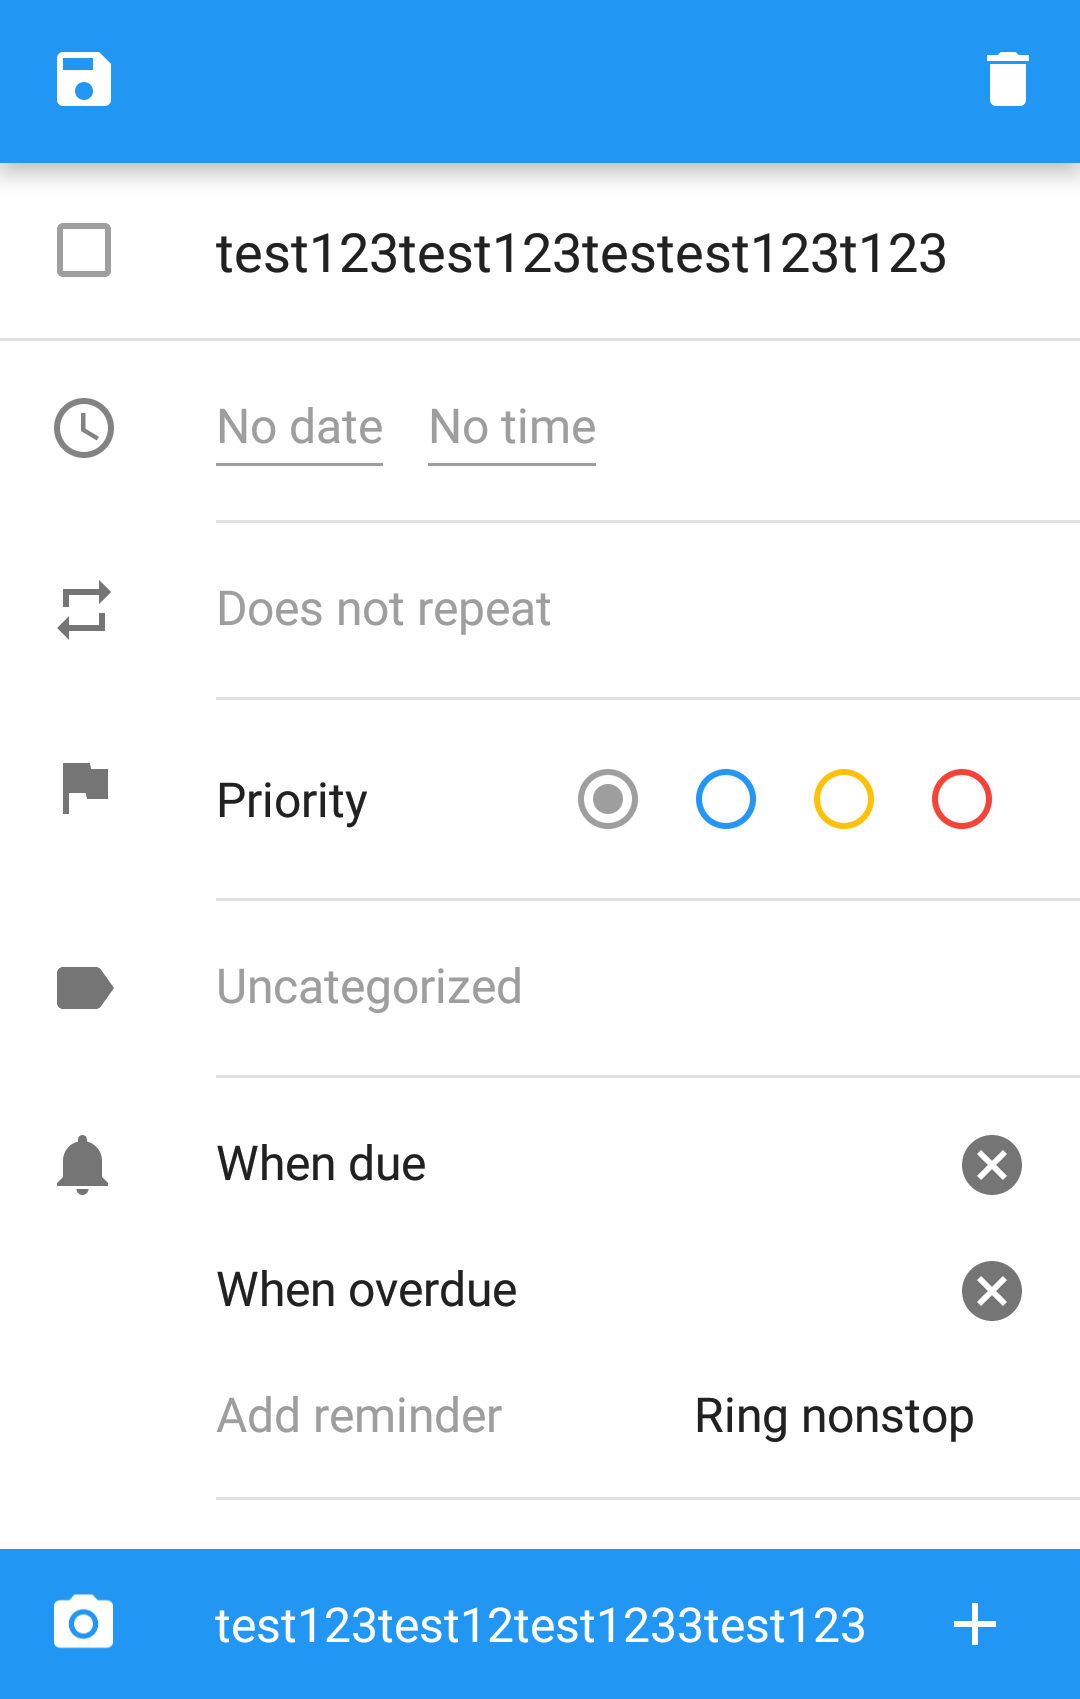 test123test123testest123t123
No date No time
Does not repeat
Priority
Uncategorized
When due
When overdue
Add reminder Ring nonstop
test123test12test1233test123